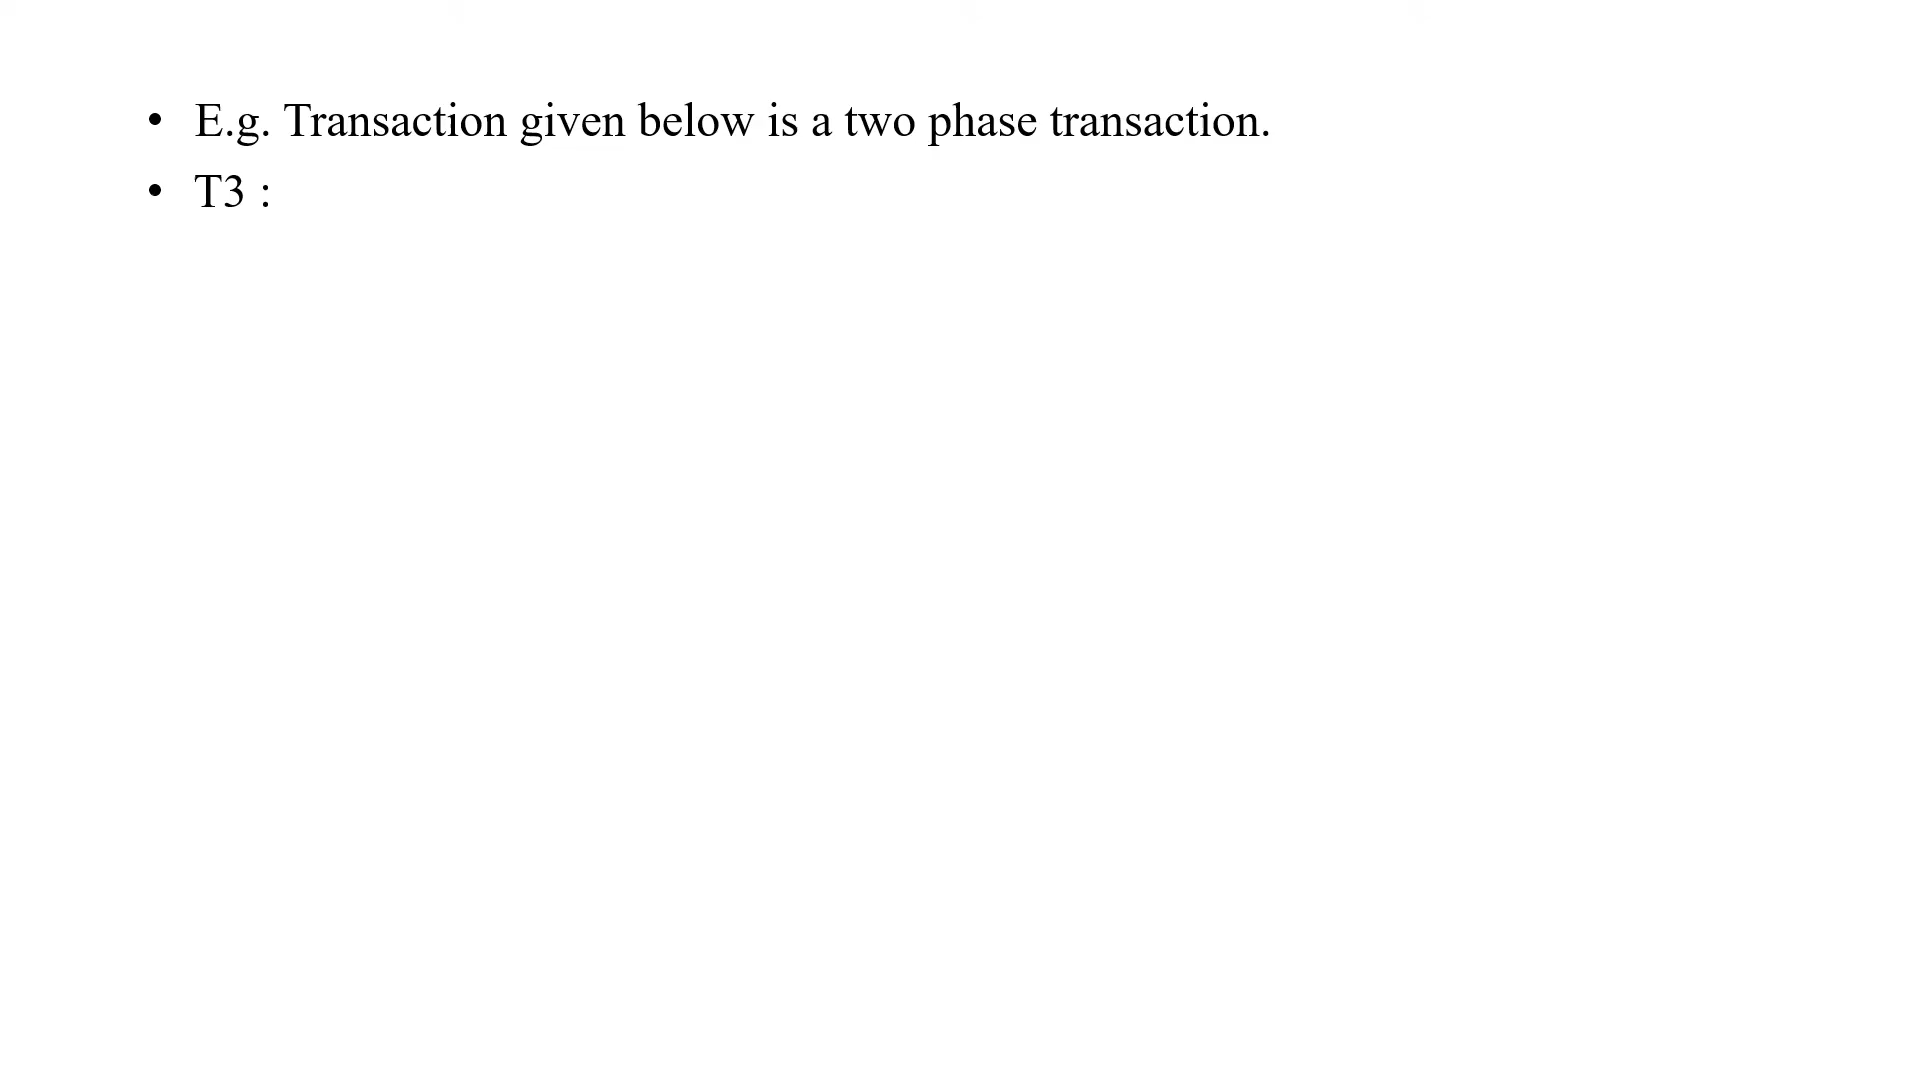 • E.g. Transaction given below is a two phase transaction.
• T3 :